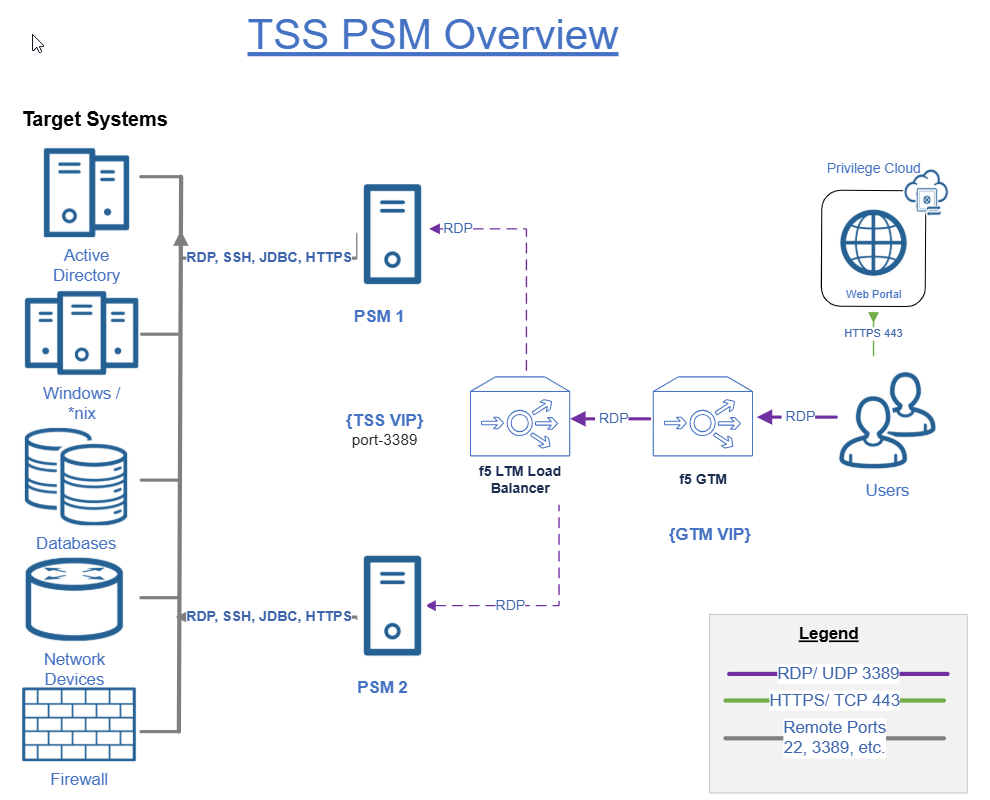 TSS PSM Overview
Target Systems
Active
Directory
Windows /
*nix
Databases
Network
Devices
Firewall
RDP, SSH, JDBC, HTTPS
PSM 1
RDP
{TSS VIP}
port-3389
f5 LTM Load
Balancer
RDP
f5 GTM
{GTM VIP}
RDP
Privilege Cloud
Web Portal
HTTPS 443
Users
RDP, SSH, JDBC, HTTPS
PSM 2
RDP
Legend
RDP/ UDP 3389
HTTPS/ TCP 443
Remote Ports
22, 3389, etc.